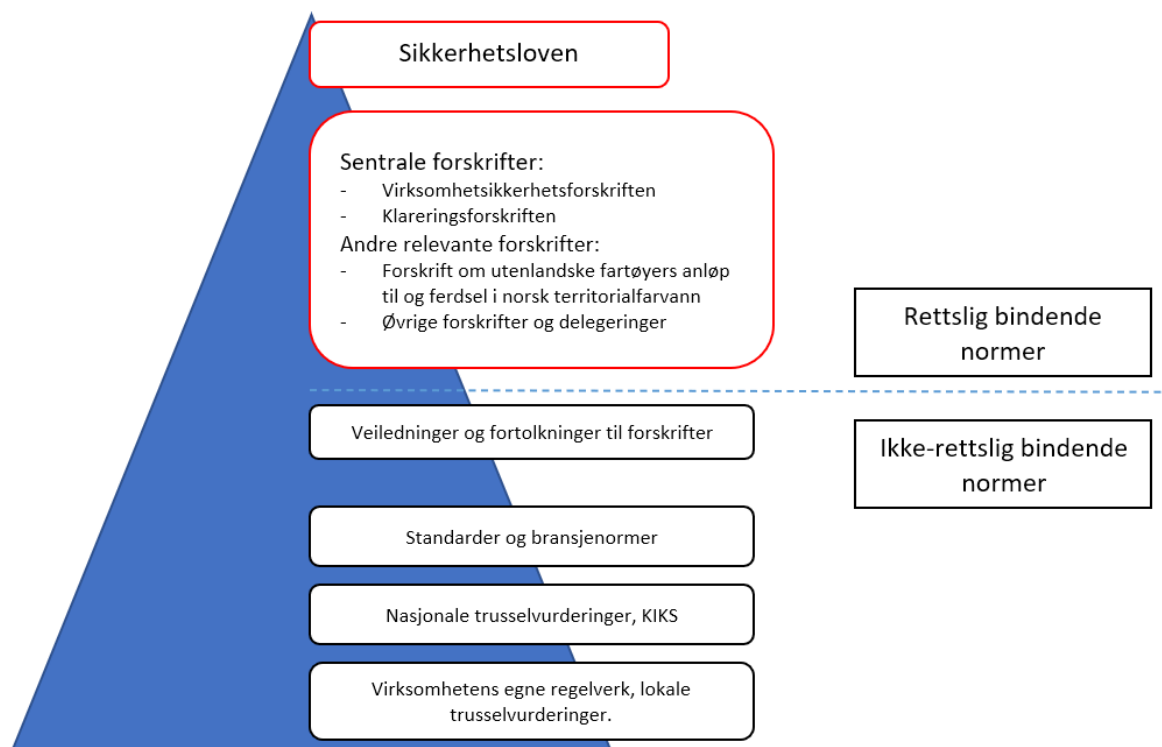 Sikkerhetsloven
Sentrale forskrifter:
- Virksomhetsikkerhetsforskriften
- Klareringsforskriften
Andre relevante forskrifter:
- Forskrift om utenlandske fartøyers anløp
til og ferdsel i norsk territorialfarvann
- Øvrige forskrifter og delegeringer
Rettslig bindende
normer
Veiledninger og fortolkninger til forskrifter
Ikke-rettslig bindende
normer
Standarder og bransjenormer
Nasjonale trusselvurderinger, KIKS
Virksomhetens egne regelverk, lokale
trusselvurderinger.